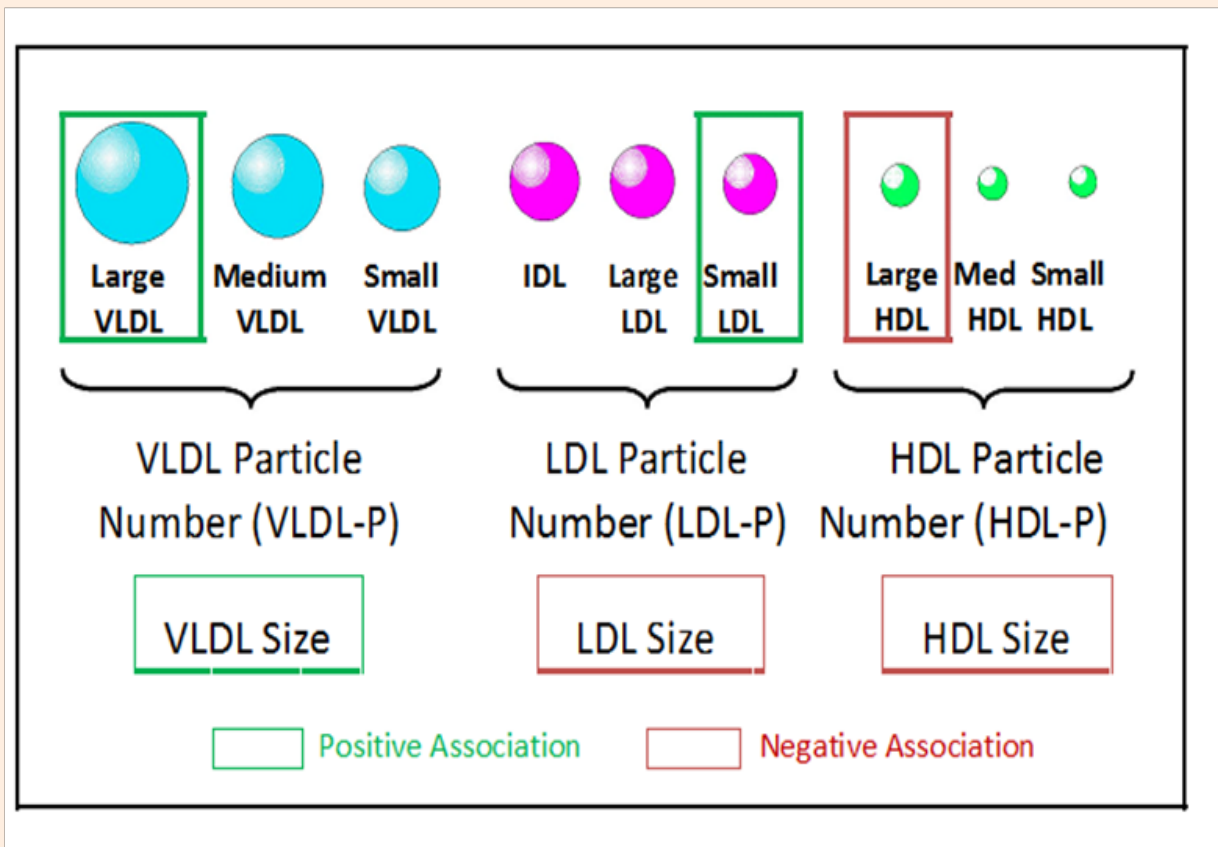 Large Medium Small IDL Large Small Large Med Small
VLDL VLDL VLDL LDL LDL HDL HDL HDL
VLDL Particle
Number (VLDL-P)
LDL Particle
Number (LDL-P)
HDL Particle
Number (HDL-P)
VLDL Size
LDL Size
HDL Size
Positive Association
Negative Association